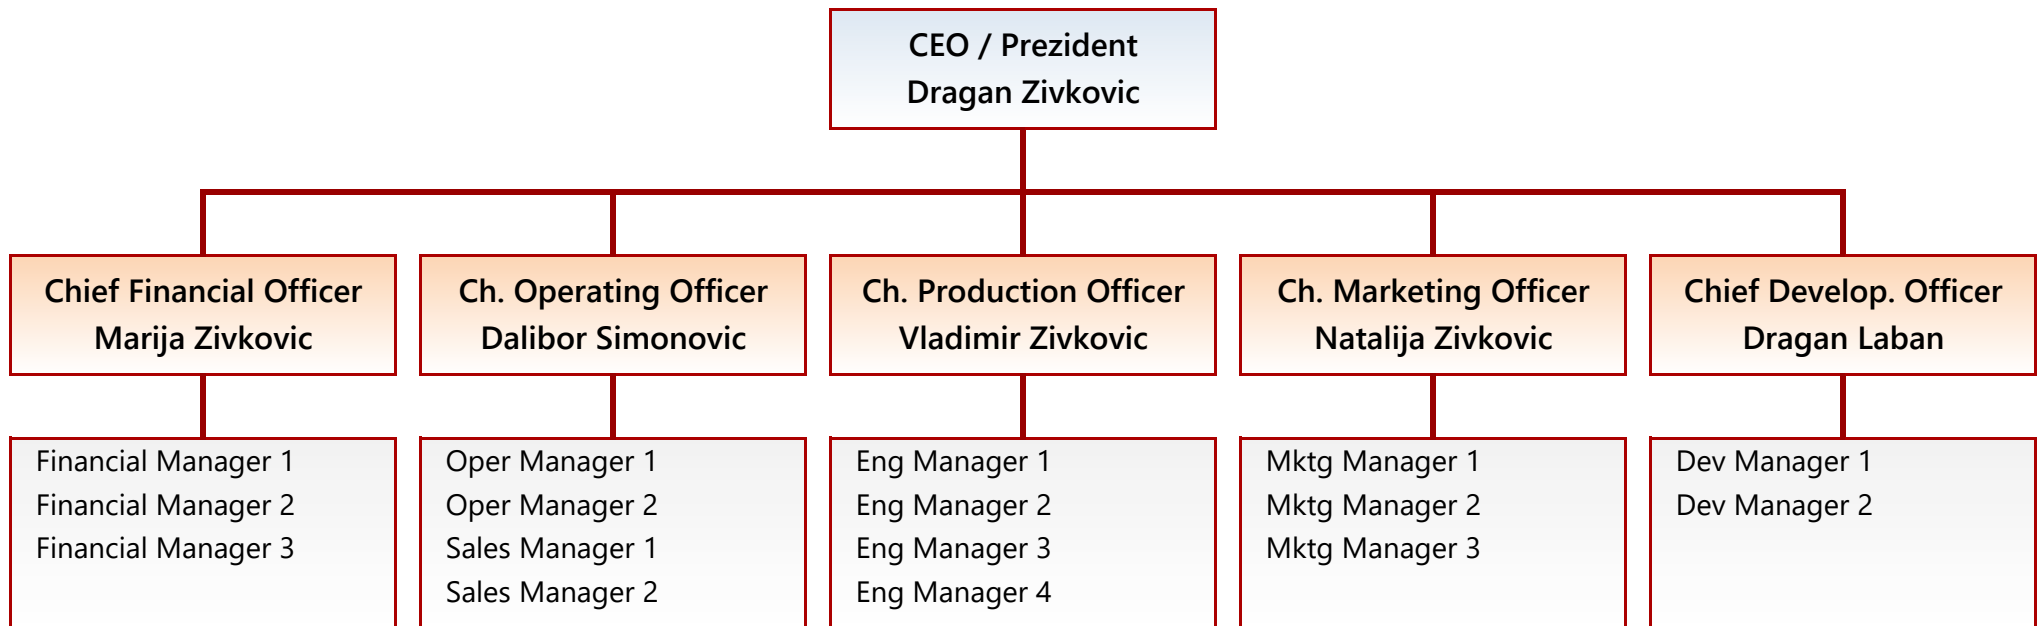 CEO / Prezident
Dragan Zivkovic
Chief Financial Officer
Marija Zivkovic
Ch. Operating Officer
Dalibor Simonovic
Ch. Production Officer
Vladimir Zivkovic
Ch. Marketing Officer
Natalija Zivkovic
Chief Develop. Officer
Dragan Laban
Financial Manager 1
Financial Manager 2
Financial Manager 3
Oper Manager 1
Oper Manager 2
Sales Manager 1
Sales Manager 2
Eng Manager 1
Eng Manager 2
Eng Manager 3
Eng Manager 4
Mktg Manager 1
Mktg Manager 2
Mktg Manager 3
Dev Manager 1
Dev Manager 2